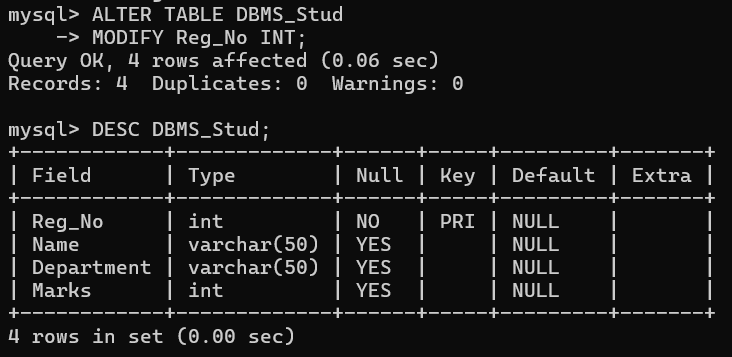 mysql> ALTER TABLE DBMS_Stud
    -> MODIFY Reg_No INT;
Query OK, 4 rows affected (0.06 sec)
Records: 4  Duplicates: 0  Warnings: 0

mysql> DESC DBMS_Stud;
+------------+-------------+------+-----+---------+-------+
| Field      | Type        | Null | Key | Default | Extra |
+------------+-------------+------+-----+---------+-------+
| Reg_No     | int         | NO   | PRI | NULL    |       |
| Name       | varchar(50) | YES  |     | NULL    |       |
| Department | varchar(50) | YES  |     | NULL    |       |
| Marks      | int         | YES  |     | NULL    |       |
+------------+-------------+------+-----+---------+-------+
4 rows in set (0.00 sec)